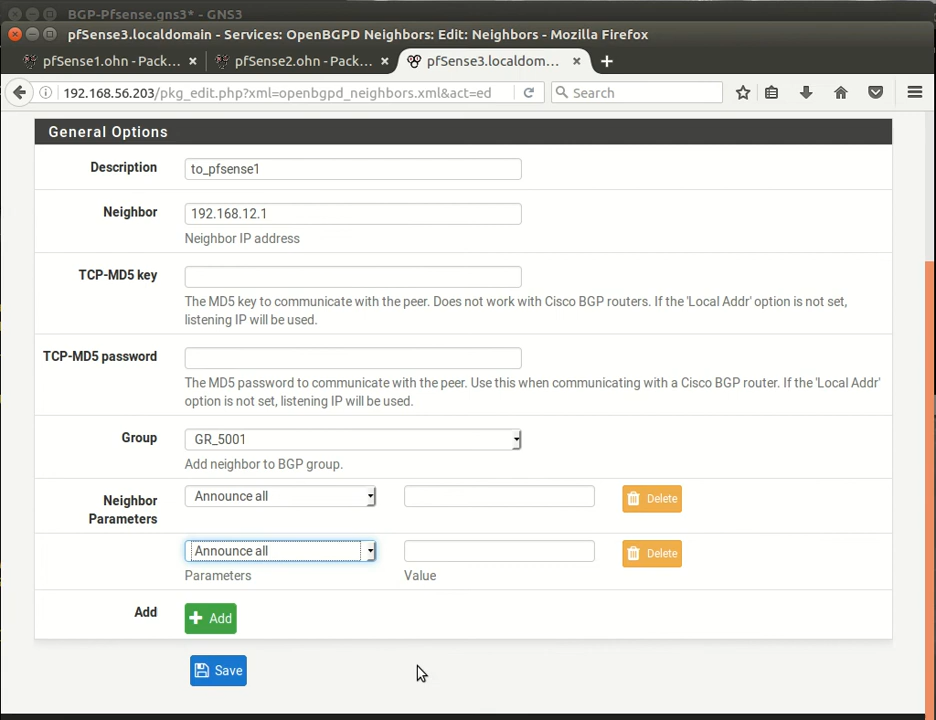 BGP-Pfsense.gns3* - GNS3
pfSense3.localdomain - Services: OpenBGPD Neighbors: Edit: Neighbors - Mozilla Firefox
pfSense1.ohn - Pack... × pfSense2.ohn - Pack... × pfSense3.localdom... ×
192.168.56.203/pkg_edit.php?xml=openbgpd_neighbors.xml&act=ed Search
General Options
Description to_pfsense1
Neighbor 192.168.12.1
Neighbor IP address
TCP-MD5 key
The MD5 key to communicate with the peer. Does not work with Cisco BGP routers. If the 'Local Addr' option is not set,
listening IP will be used.
TCP-MD5 password
The MD5 password to communicate with the peer. Use this when communicating with a Cisco BGP router. If the 'Local Addr'
option is not set, listening IP will be used.
Group GR_5001
Add neighbor to BGP group.
Neighbor Parameters Announce all Delete
Announce all Delete
Parameters Value
Add Add
Save